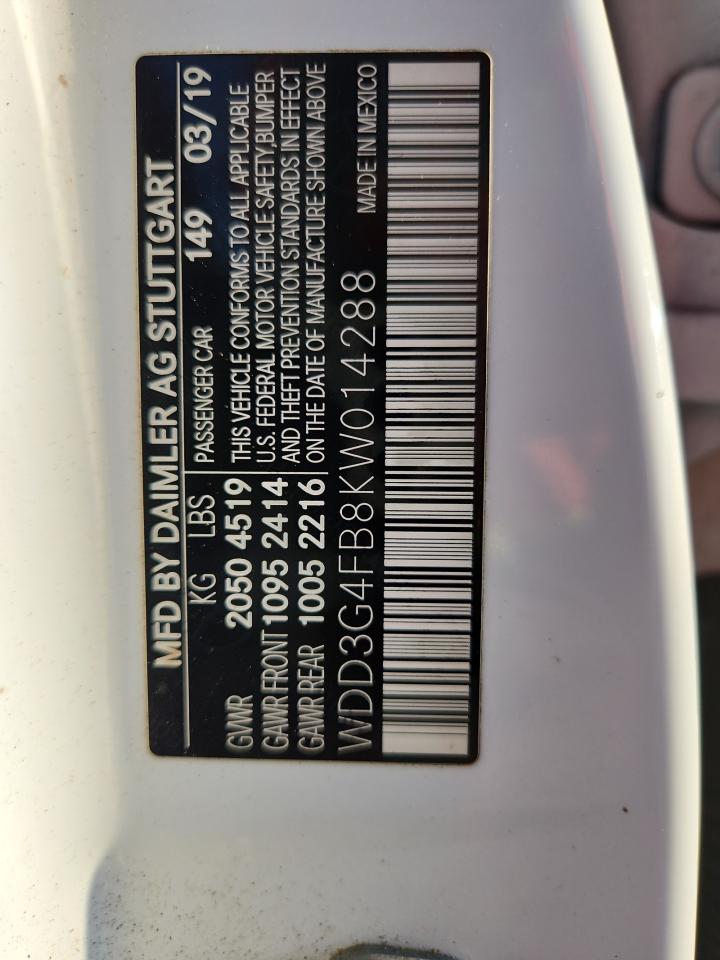 MFD BY DAIMLER AG STUTTGART
KG LBS PASSENGER CAR 149 03/19
GVWR 2050 4519 THIS VEHICLE CONFORMS TO ALL APPLICABLE
GAWR FRONT 1095 2414 U.S. FEDERAL MOTOR VEHICLE SAFETY,BUMPER
GAWR REAR 1005 2216 AND THEFT PREVENTION STANDARDS IN EFFECT
ON THE DATE OF MANUFACTURE SHOWN ABOVE
WDD3G4FB8KW014288 MADE IN MEXICO